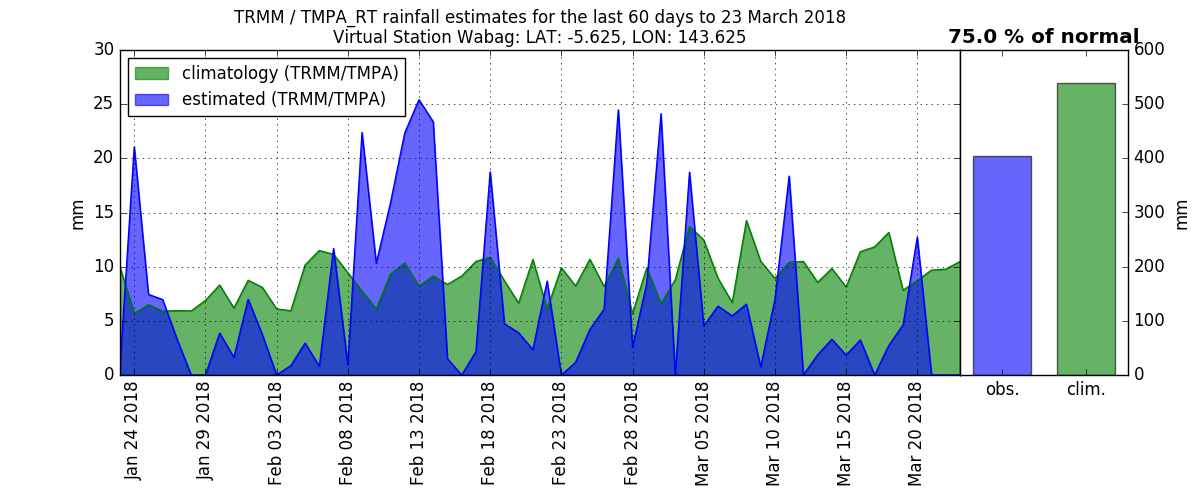 TRMM / TMPA_RT rainfall estimates for the last 60 days to 23 March 2018
Virtual Station Wabag: LAT: -5.625, LON: 143.625
75.0 % of normal
climatology (TRMM/TMPA)
estimated (TRMM/TMPA)
mm
30
25
20
15
10
5
0
Jan 24 2018
Jan 29 2018
Feb 03 2018
Feb 08 2018
Feb 13 2018
Feb 18 2018
Feb 23 2018
Feb 28 2018
Mar 05 2018
Mar 10 2018
Mar 15 2018
Mar 20 2018
obs.
clim.
600
500
400
300
200
100
0
mm